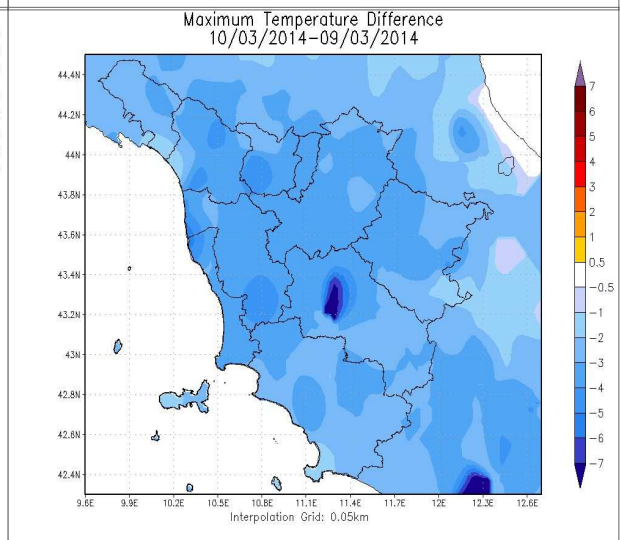 Maximum Temperature Difference
10/03/2014-09/03/2014
44.4N
44.2N
44N
43.8N
43.6N
43.4N
43.2N
43N
42.8N
42.6N
42.4N
9.6E 9.9E 10.2E 10.5E 10.8E 11.1E 11.4E 11.7E 12E 12.3E 12.6E
Interpolation Grid: 0.05km
7
6
5
4
3
2
1
0.5
-0.5
-1
-2
-3
-4
-5
-6
-7